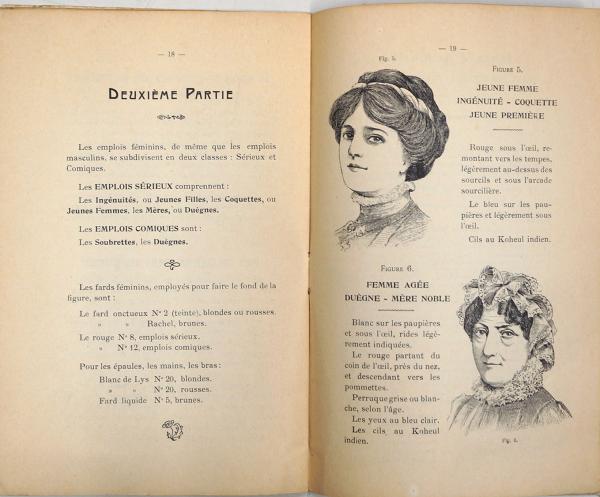 — 18 —
DEUXIÈME PARTIE
Les emplois féminins, de même que les emplois
masculins, se subdivisent en deux classes : Sérieux et
Comiques.
Les EMPLOIS SÉRIEUX comprennent :
Les Ingénuités, ou Jeunes Filles, les Coquettes, ou
Jeunes Femmes, les Mères, ou Duègnes.
Les EMPLOIS COMIQUES sont :
Les Soubrettes, les Duègnes.
Les fards féminins, employés pour faire le fond de la
figure, sont :
Le fard onctueux N° 2 (teinte), blondes ou rousses.
» » Rachel, brunes.
Le rouge N° 8, emplois sérieux.
» N° 12, emplois comiques.
Pour les épaules, les mains, les bras :
Blanc de Lys N° 20, blondes.
» » N° 20, rousses.
Fard liquide N° 5, brunes.
— 19 —
Fig. 5.
FIGURE 5.
JEUNE FEMME
INGÉNUITÉ - COQUETTE
JEUNE PREMIÈRE
Rouge sous l'œil, re-
montant vers les tempes,
légèrement au-dessus des
sourcils et sous l'arcade
sourcilière.
Le bleu sur les pau-
pières et légèrement sous
l'œil.
Cils au Koheul indien.
FIGURE 6.
FEMME AGÉE
DUÈGNE - MÈRE NOBLE
Blanc sur les paupières
et sous l'œil, rides légè-
rement indiquées.
Le rouge partant du
coin de l'œil, près du nez,
et descendant vers les
pommettes.
Perruque grise ou blan-
che, selon l'âge.
Les yeux au bleu clair.
Les cils au Koheul
indien.
Fig. 6.